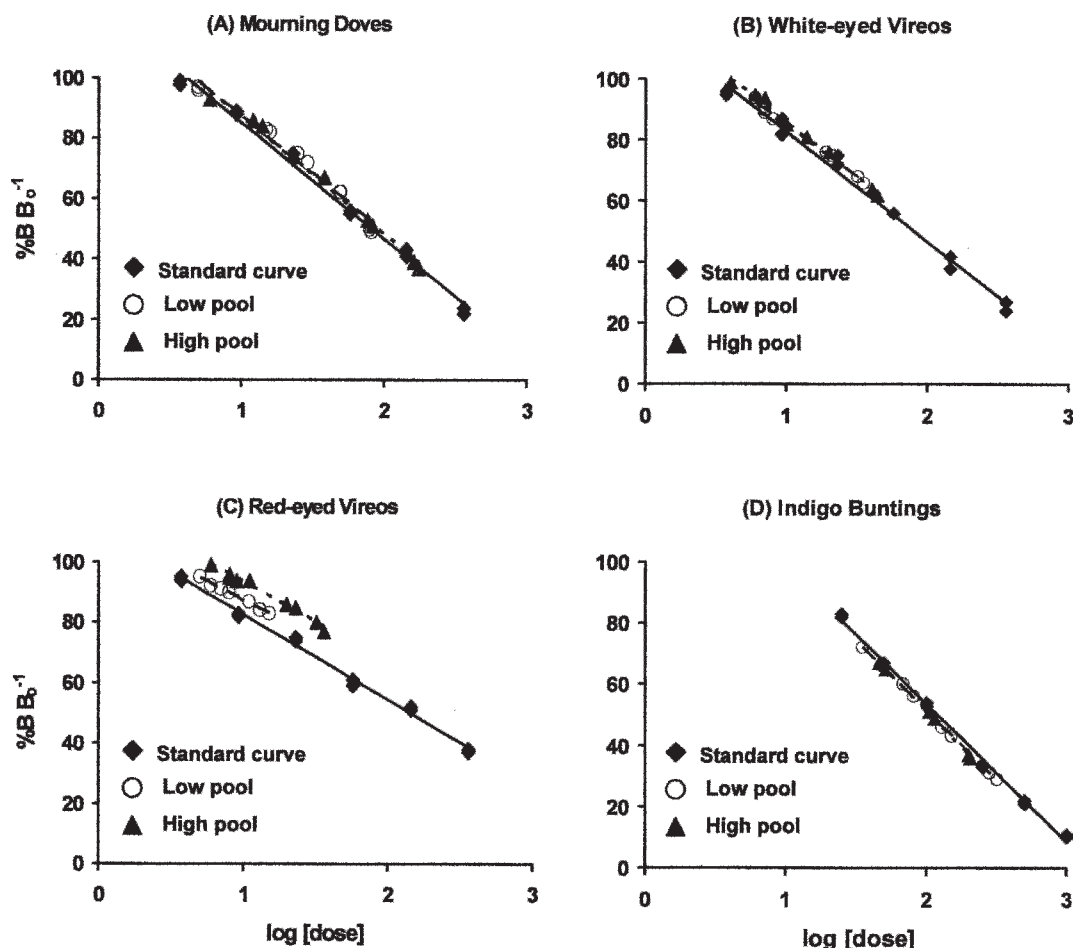 (A) Mourning Doves
%B B₀⁻¹
100
80
60
40
20
0
Standard curve
Low pool
High pool
0 1 2 3
(B) White-eyed Vireos
100
80
60
40
20
0
Standard curve
Low pool
High pool
0 1 2 3
(C) Red-eyed Vireos
%B B₀⁻¹
100
80
60
40
20
0
Standard curve
Low pool
High pool
0 1 2 3
log [dose]
(D) Indigo Buntings
100
80
60
40
20
0
Standard curve
Low pool
High pool
0 1 2 3
log [dose]